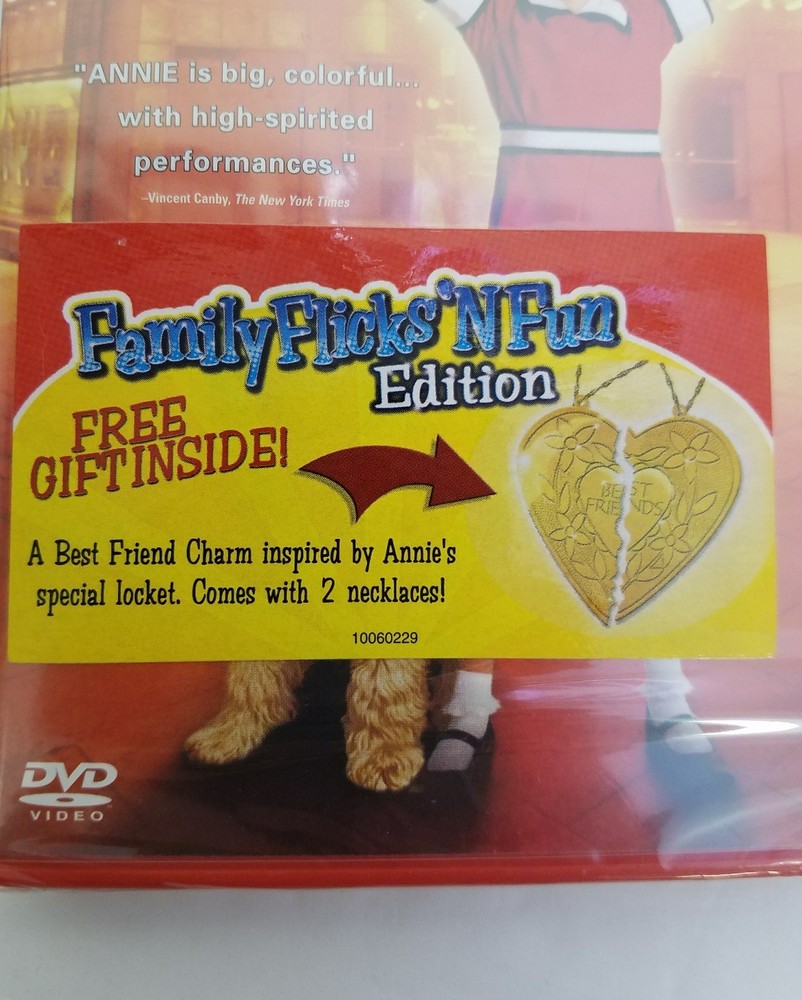 "ANNIE is big, colorful...
with high-spirited
performances."
–Vincent Canby, The New York Times
Family Flicks 'N Fun
Edition
FREE
GIFT INSIDE!
BEST
FRIENDS
A Best Friend Charm inspired by Annie's
special locket. Comes with 2 necklaces!
10060229
DVD
VIDEO